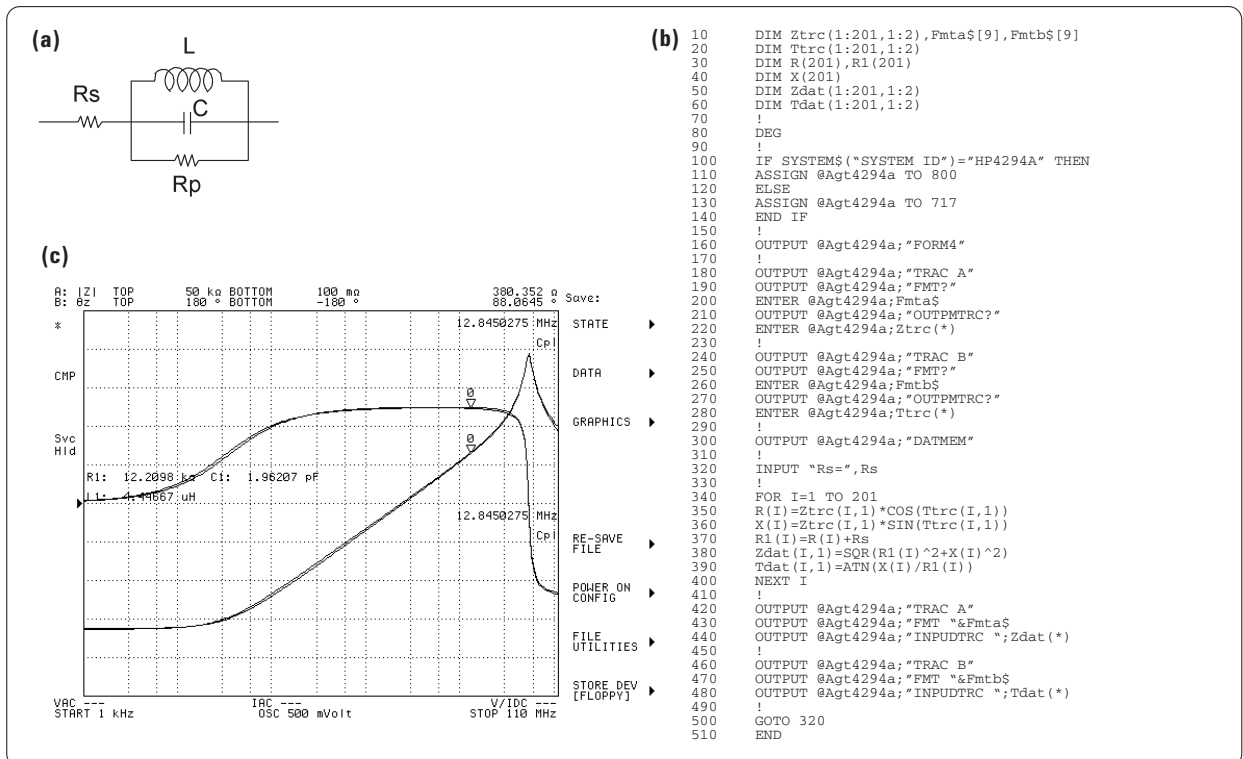 (a)
L
Rs
C
Rp
(b)
10 DIM Ztrc(1:201,1:2),Fmta$[9],Fmtb$[9]
20 DIM Ttrc(1:201,1:2)
30 DIM R(201),R1(201)
40 DIM X(201)
50 DIM Zdat(1:201,1:2)
60 DIM Tdat(1:201,1:2)
70 !
80 DEG
90 !
100 IF SYSTEM$(“SYSTEM ID”)=”HP4294A” THEN
110 ASSIGN @Agt4294a TO 800
120 ELSE
130 ASSIGN @Agt4294a TO 717
140 END IF
150 !
160 OUTPUT @Agt4294a;”FORM4”
170 !
180 OUTPUT @Agt4294a;”TRAC A”
190 OUTPUT @Agt4294a;”FMT?”
200 ENTER @Agt4294a;Fmta$
210 OUTPUT @Agt4294a;”OUTPMTRC?”
220 ENTER @Agt4294a;Ztrc(*)
230 !
240 OUTPUT @Agt4294a;”TRAC B”
250 OUTPUT @Agt4294a;”FMT?”
260 ENTER @Agt4294a;Fmtb$
270 OUTPUT @Agt4294a;”OUTPMTRC?”
280 ENTER @Agt4294a;Ttrc(*)
290 !
300 OUTPUT @Agt4294a;”DATMEM”
310 !
320 INPUT “Rs=”,Rs
330 !
340 FOR I=1 TO 201
350 R(I)=Ztrc(I,1)*COS(Ttrc(I,1))
360 X(I)=Ztrc(I,1)*SIN(Ttrc(I,1))
370 R1(I)=R(I)+Rs
380 Zdat(I,1)=SQR(R1(I)^2+X(I)^2)
390 Tdat(I,1)=ATN(X(I)/R1(I))
400 NEXT I
410 !
420 OUTPUT @Agt4294a;”TRAC A”
430 OUTPUT @Agt4294a;”FMT “&Fmta$
440 OUTPUT @Agt4294a;”INPUDTRC “;Zdat(*)
450 !
460 OUTPUT @Agt4294a;”TRAC B”
470 OUTPUT @Agt4294a;”FMT “&Fmtb$
480 OUTPUT @Agt4294a;”INPUDTRC “;Tdat(*)
490 !
500 GOTO 320
510 END
(c)
A: |Z| TOP 50 kΩ BOTTOM 100 mΩ 380.352 Ω
B: θz TOP 180 ° BOTTOM -180 ° 88.0645 °
Save:
* 12.8450275 MHz STATE
Cpl
CMP DATA
0
GRAPHICS
Svc
Hld
0
R1: 12.2098 kΩ C1: 1.96207 pF
uH
12.8450275 MHz
Cpl
RE-SAVE
FILE
POWER ON
CONFIG
FILE
UTILITIES
STORE DEV
[FLOPPY]
VAC --- IAC --- V/IDC ---
START 1 kHz OSC 500 mVolt STOP 110 MHz